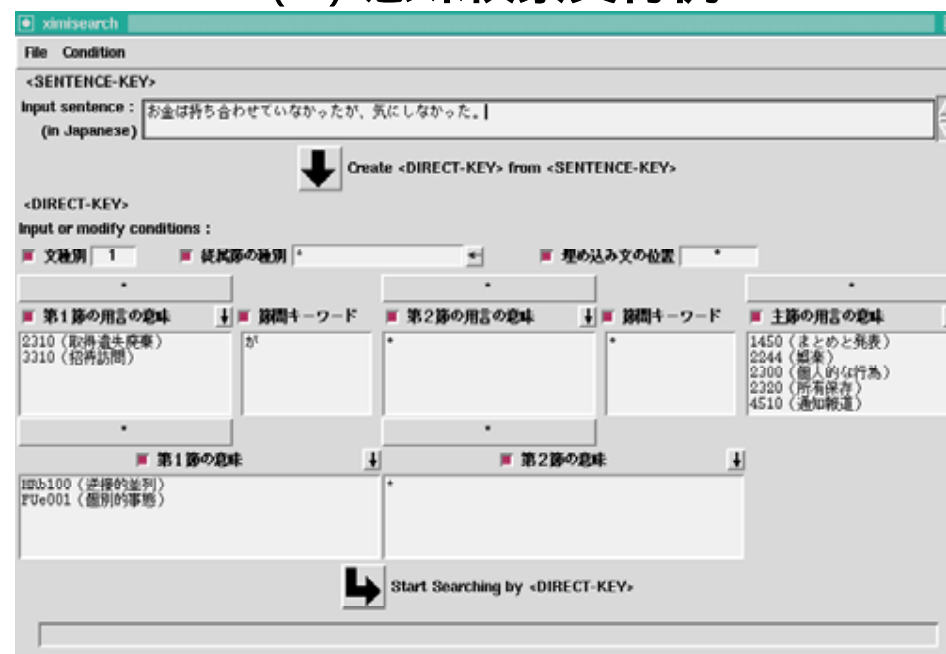 ximisearch
File Condition
<SENTENCE-KEY>
Input sentence : お金は持ち合わせていなかったが、気にしなかった。
(in Japanese)
Create <DIRECT-KEY> from <SENTENCE-KEY>
<DIRECT-KEY>
Input or modify conditions :
文種別 1 従属節の種別 * 埋め込み文の位置 *
* * *
第1節の用言の意味 節間キーワード 第2節の用言の意味 節間キーワード 主節の用言の意味
2310 (取得遺失廃棄) が * * 1450 (まとめと発表)
3310 (招待訪問) 2244 (娯楽)
2300 (個人的な行為)
2320 (所有保存)
4510 (通知報道)
* *
第1節の意味 第2節の意味
HRb100 (逆接的並列) *
FUe001 (個別的事態)
Start Searching by <DIRECT-KEY>